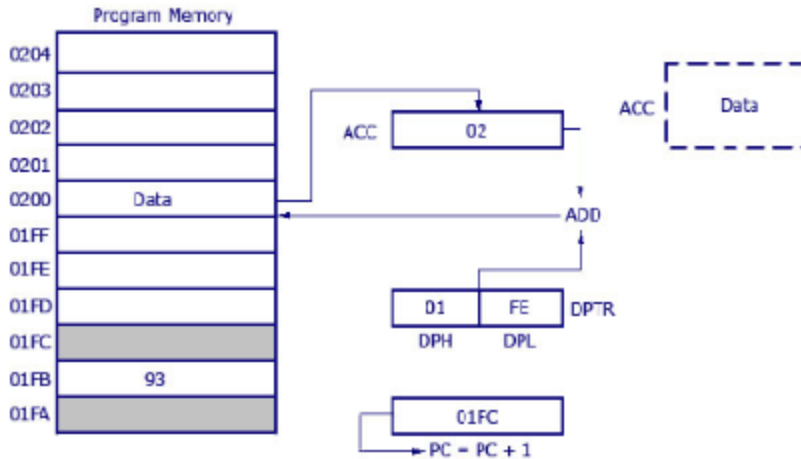 Program Memory
0204
0203
0202
0201
0200 Data
01FF
01FE
01FD
01FC
01FB 93
01FA
ACC 02
ACC Data
ADD
01 FE DPTR
DPH DPL
01FC
PC = PC + 1